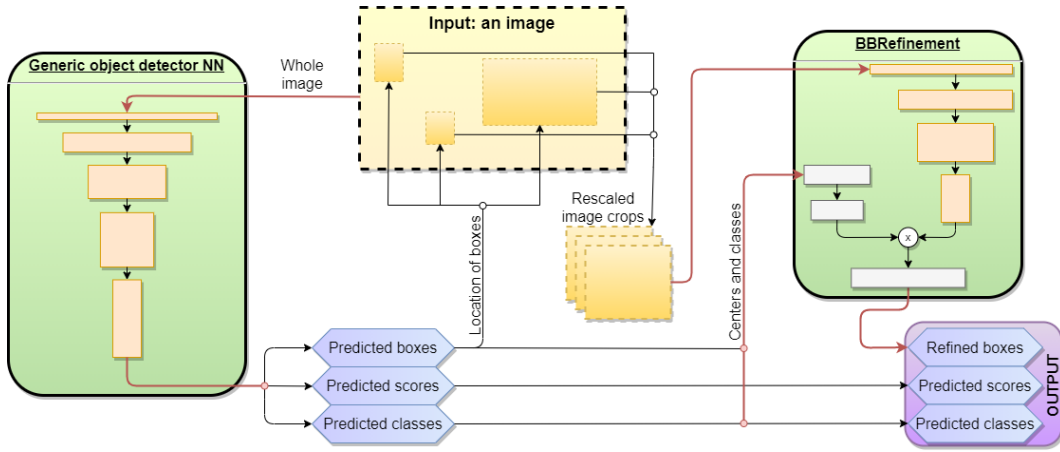 Input: an image
Generic object detector NN
BBRefinement
Whole
image
Rescaled
image crops
Location of boxes
Centers and classes
x
Predicted boxes
Predicted scores
Predicted classes
Refined boxes
Predicted scores
Predicted classes
OUTPUT